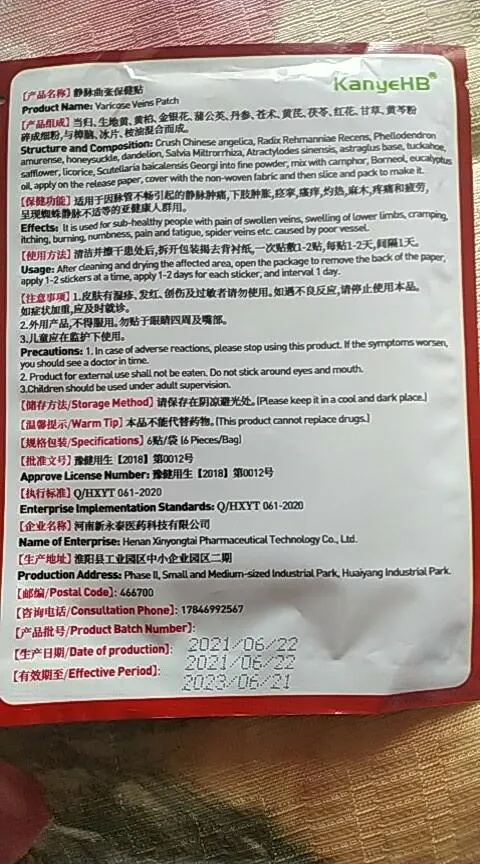 KanyeHB®
【产品名称】静脉曲张保健贴
Product Name: Varicose Veins Patch
【产品组成】当归、生地黄、黄柏、金银花、蒲公英、丹参、苍术、黄芪、茯苓、红花、甘草、黄芩粉
碎成细粉,与樟脑、冰片、桉油混合而成。
Structure and Composition: Crush Chinese angelica, Radix Rehmanniae Recens, Phellodendron
amurense, honeysuckle, dandelion, Salvia Miltrorrhiza, Atractylodes sinensis, astragalus base, tuckahoe,
safflower, licorice, Scutellaria baicalensis Georgi into fine powder, mix with camphor, Borneol, eucalyptus
oil, apply on the release paper, cover with the non-woven fabric and then slice and pack to make it.
【保健功能】适用于因脉管不畅引起的静脉肿痛,下肢肿胀,痉挛,瘙痒,灼热,麻木,疼痛和疲劳,
呈现蜘蛛静脉不适等的亚健康人群用。
Effects: It is used for sub-healthy people with pain of swollen veins, swelling of lower limbs, cramping,
itching, burning, numbness, pain and fatigue, spider veins etc. caused by poor vessel.
【使用方法】清洁并擦干患处后,拆开包装揭去背衬纸,一次贴敷1-2贴,每贴1-2天,间隔1天。
Usage: After cleaning and drying the affected area, open the package to remove the back of the paper,
apply 1-2 stickers at a time, apply 1-2 days for each sticker, and interval 1 day.
【注意事项】1.皮肤有湿疹、发红、创伤及过敏者请勿使用。如遇不良反应,请停止使用本品。
如症状加重,应及时就诊。
2.外用产品,不得服用。勿贴于眼睛四周及嘴部。
3.儿童应在监护下使用。
Precautions: 1. In case of adverse reactions, please stop using this product. If the symptoms worsen,
you should see a doctor in time.
2. Product for external use shall not be eaten. Do not stick around eyes and mouth.
3.Children should be used under adult supervision.
【储存方法/Storage Method】请保存在阴凉避光处。(Please keep it in a cool and dark place.)
【温馨提示/Warm Tip】本品不能代替药物。(This product cannot replace drugs.)
【规格包装/Specifications】6贴/袋 (6 Pieces/Bag)
【批准文号】豫健用生【2018】第0012号
Approve License Number: 豫健用生【2018】第0012号
【执行标准】Q/HXYT 061-2020
Enterprise Implementation Standards: Q/HXYT 061-2020
【企业名称】河南新永泰医药科技有限公司
Name of Enterprise: Henan Xinyongtai Pharmaceutical Technology Co., Ltd.
【生产地址】淮阳县工业园区中小企业园区二期
Production Address: Phase II, Small and Medium-sized Industrial Park, Huaiyang Industrial Park.
【邮编/Postal Code】: 466700
【咨询电话/Consultation Phone】: 17846992567
【产品批号/Product Batch Number】:
2021/06/22
【生产日期/Date of production】:
2021/06/22
【有效期至/Effective Period】:
2023/06/21